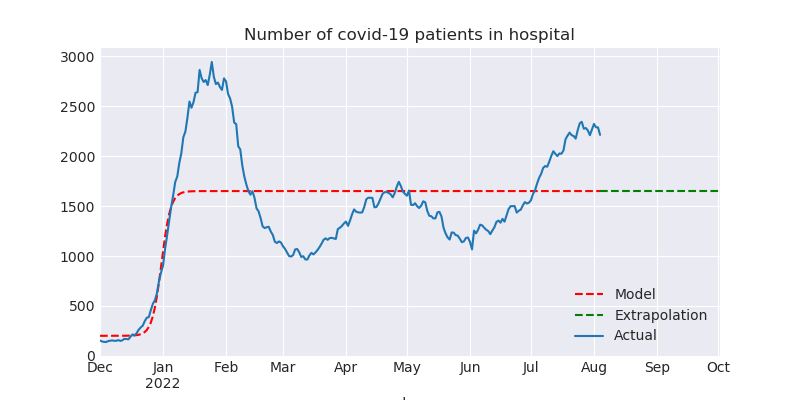 Number of covid-19 patients in hospital
3000
2500
2000
1500
1000
500
0
Model
Extrapolation
Actual
Dec Jan Feb Mar Apr May Jun Jul Aug Sep Oct
2022